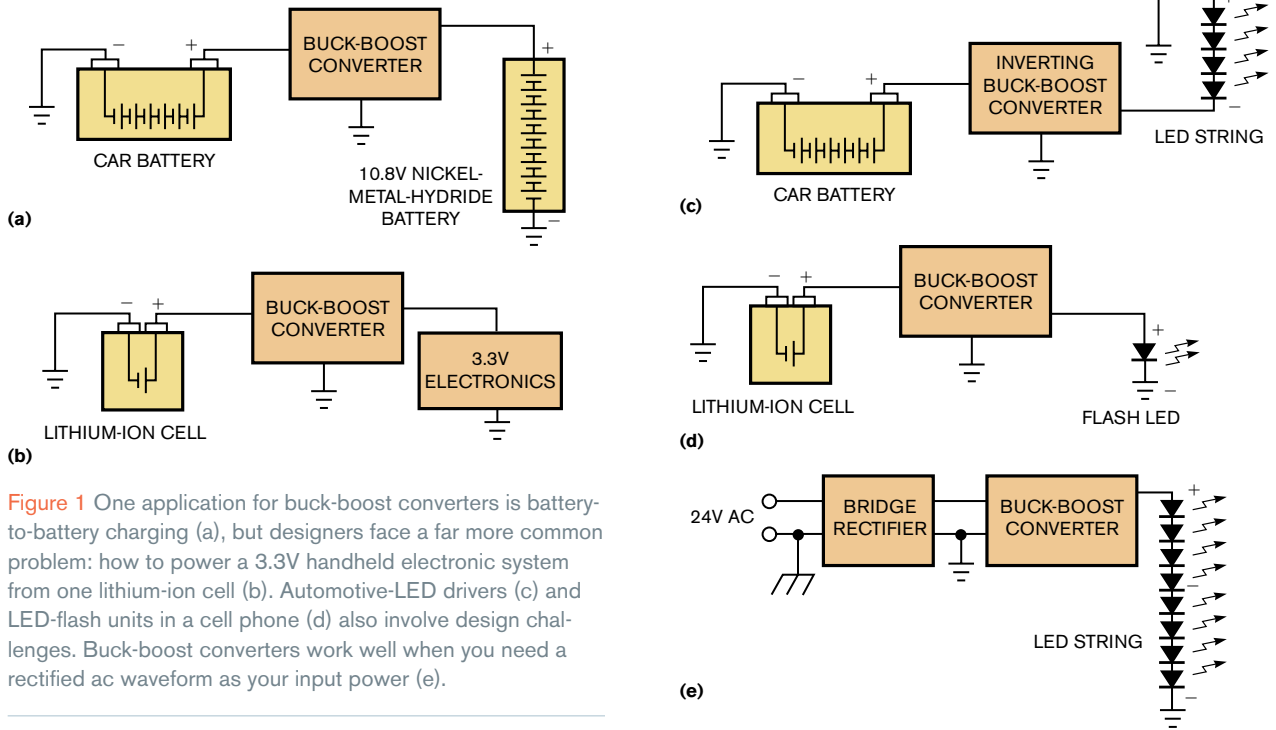 BUCK-BOOST
CONVERTER
−
+
+
CAR BATTERY
10.8V NICKEL-
METAL-HYDRIDE
BATTERY
−
(a)
BUCK-BOOST
CONVERTER
−
+
3.3V
ELECTRONICS
LITHIUM-ION CELL
(b)
Figure 1 One application for buck-boost converters is battery-
to-battery charging (a), but designers face a far more common
problem: how to power a 3.3V handheld electronic system
from one lithium-ion cell (b). Automotive-LED drivers (c) and
LED-flash units in a cell phone (d) also involve design chal-
lenges. Buck-boost converters work well when you need a
rectified ac waveform as your input power (e).
INVERTING
BUCK-BOOST
CONVERTER
−
+
−
LED STRING
CAR BATTERY
(c)
BUCK-BOOST
CONVERTER
−
+
+
−
LITHIUM-ION CELL
FLASH LED
(d)
24V AC
BRIDGE
RECTIFIER
BUCK-BOOST
CONVERTER
+
−
LED STRING
−
(e)